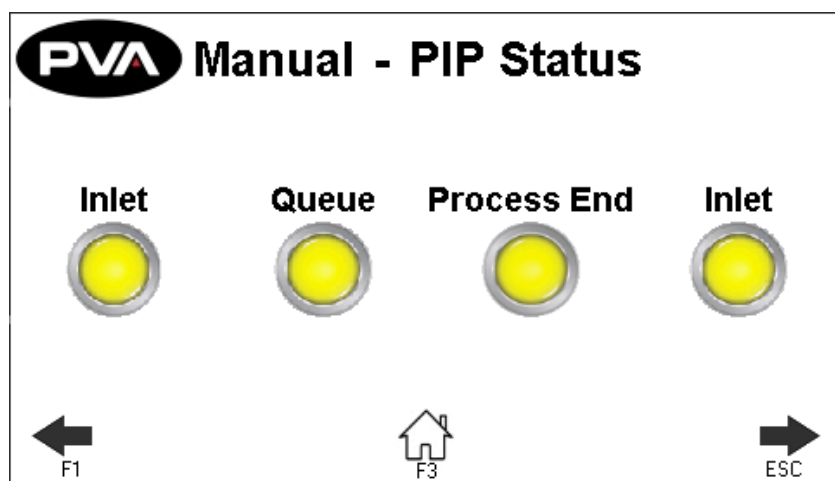 PVA Manual - PIP Status
Inlet Queue Process End Inlet
F1 F3 ESC